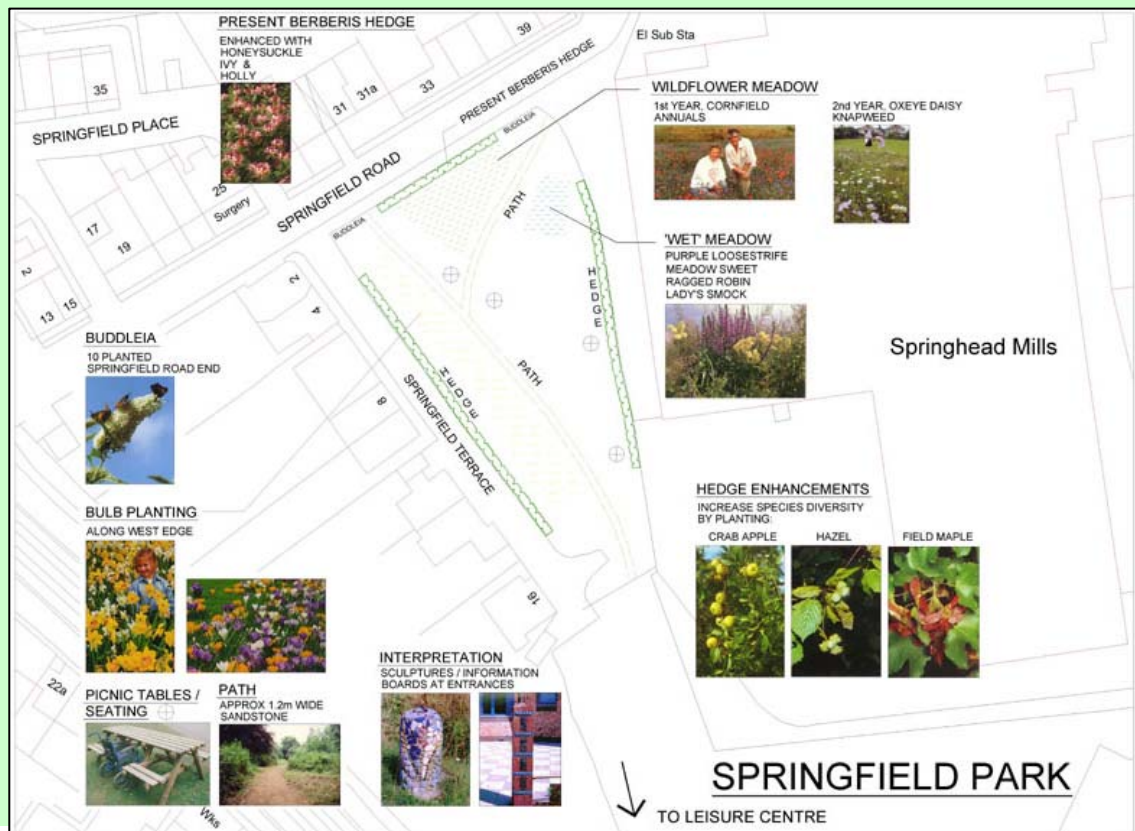 PRESENT BERBERIS HEDGE
ENHANCED WITH
HONEYSUCKLE
IVY &
HOLLY
35
SPRINGFIELD PLACE
31
31a
33
39
PRESENT BERBERIS HEDGE
El Sub Sta
WILDFLOWER MEADOW
1st YEAR, CORNFIELD
ANNUALS
2nd YEAR, OXEYE DAISY
KNAPWEED
BUDDLEIA
SPRINGFIELD ROAD
25
Surgery
17
19
2
13
15
BUDDLEIA
PATH
'WET' MEADOW
PURPLE LOOSESTRIFE
MEADOW SWEET
RAGGED ROBIN
LADY'S SMOCK
HEDGE
2
4
8
Springhead Mills
BUDDLEIA
10 PLANTED
SPRINGFIELD ROAD END
PATH
HEDGE
SPRINGFIELD TERRACE
BULB PLANTING
ALONG WEST EDGE
HEDGE ENHANCEMENTS
INCREASE SPECIES DIVERSITY
BY PLANTING:
CRAB APPLE
HAZEL
FIELD MAPLE
16
22a
PICNIC TABLES /
SEATING
PATH
APPROX 1.2m WIDE
SANDSTONE
INTERPRETATION
SCULPTURES / INFORMATION
BOARDS AT ENTRANCES
Wks
SPRINGFIELD PARK
TO LEISURE CENTRE